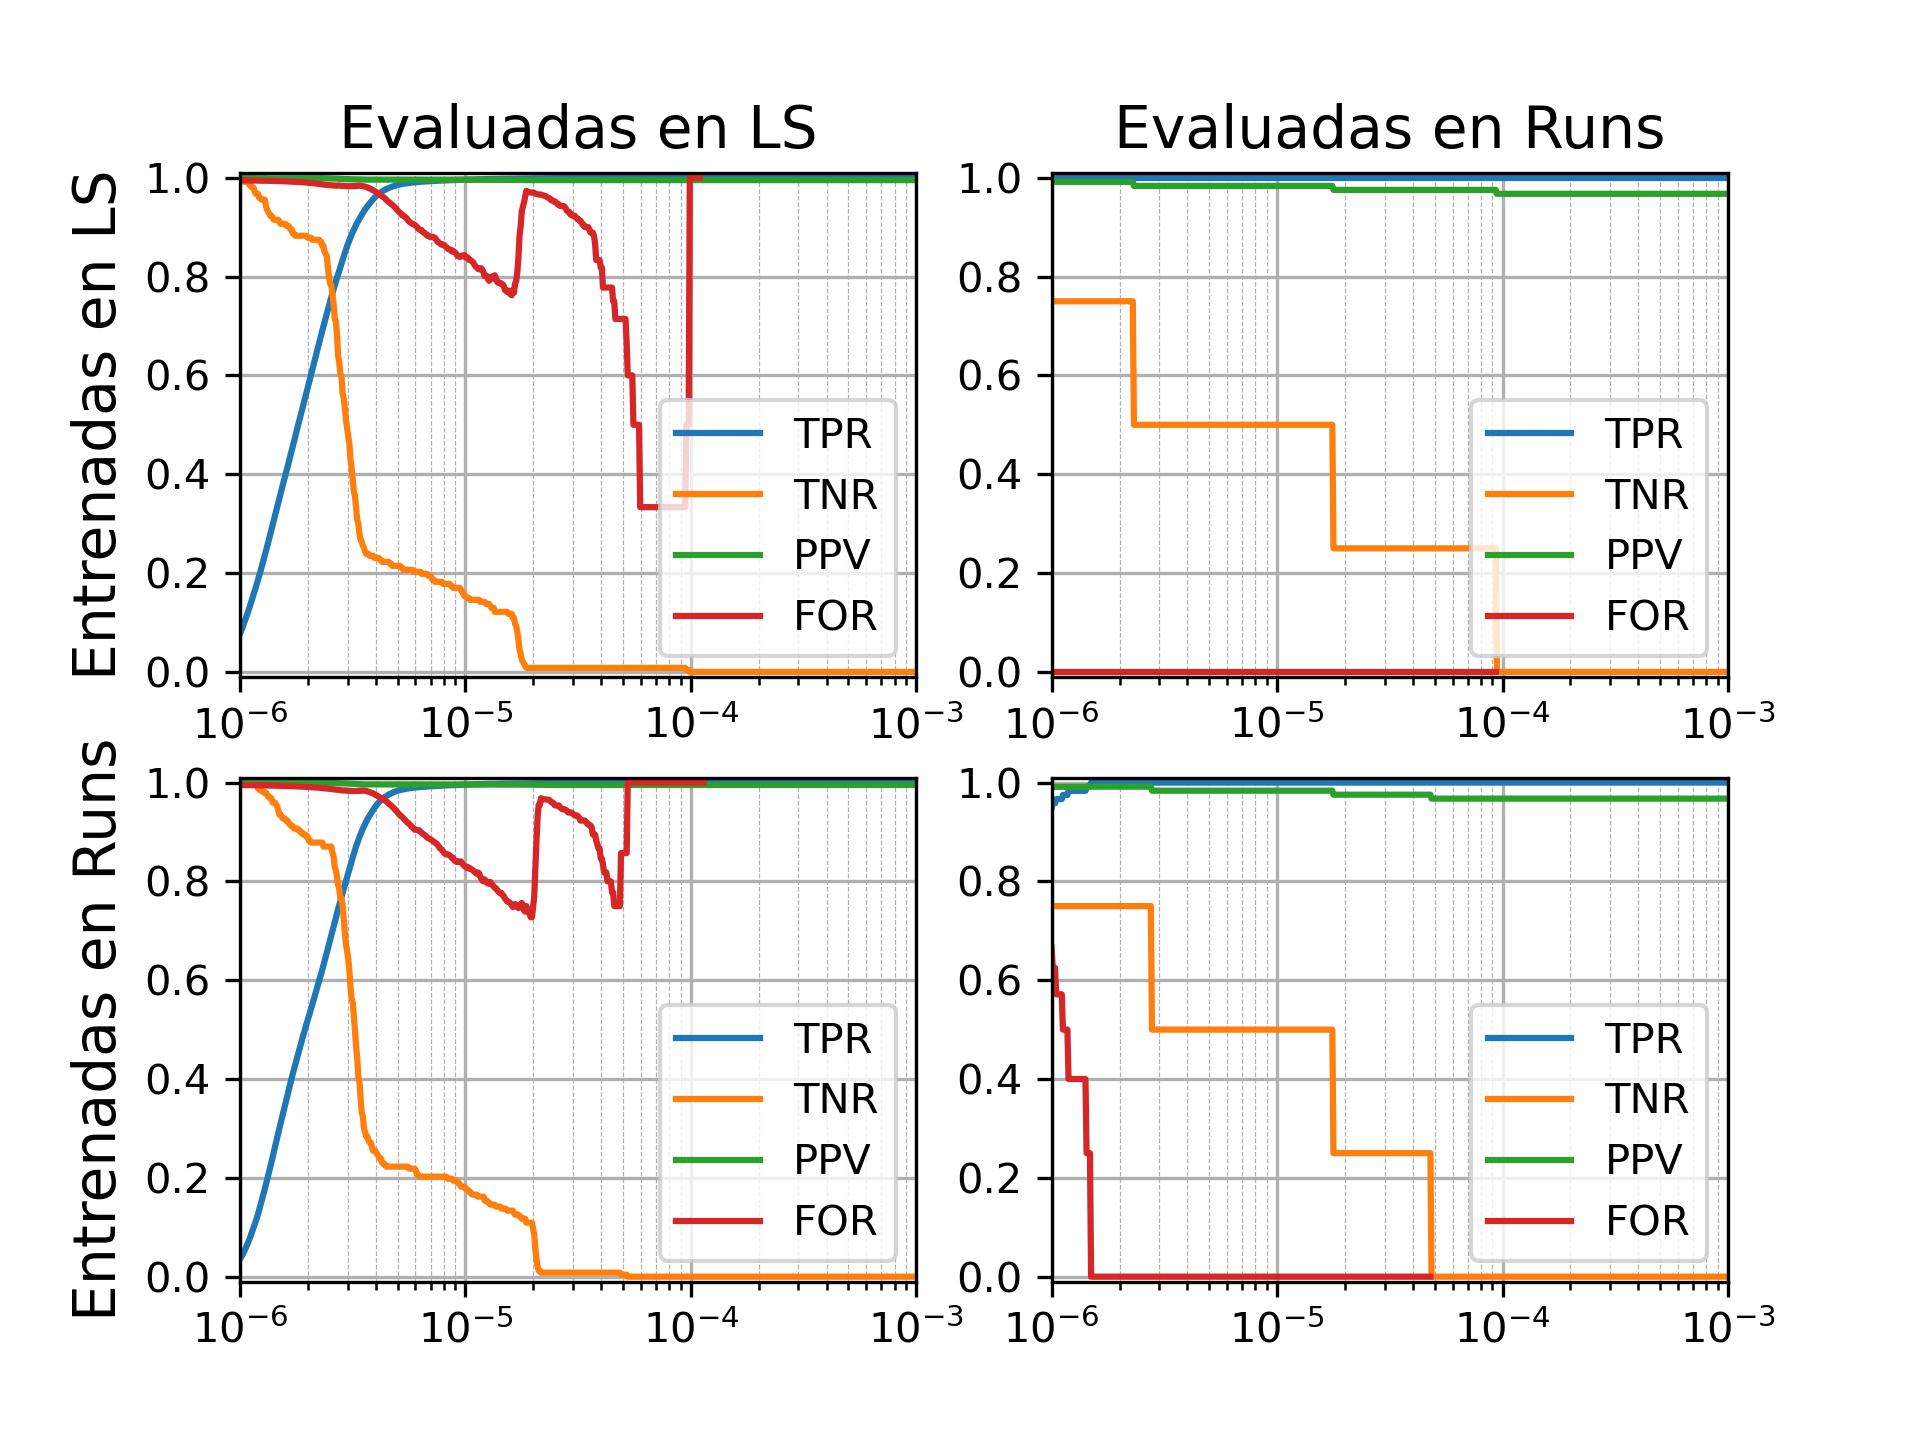 Evaluadas en LS
Evaluadas en Runs
Entrenadas en LS
1.0
0.8
0.6
0.4
0.2
0.0
10⁻⁶
10⁻⁵
10⁻⁴
10⁻³
TPR
TNR
PPV
FOR
1.0
0.8
0.6
0.4
0.2
0.0
10⁻⁶
10⁻⁵
10⁻⁴
10⁻³
TPR
TNR
PPV
FOR
Entrenadas en Runs
1.0
0.8
0.6
0.4
0.2
0.0
10⁻⁶
10⁻⁵
10⁻⁴
10⁻³
TPR
TNR
PPV
FOR
1.0
0.8
0.6
0.4
0.2
0.0
10⁻⁶
10⁻⁵
10⁻⁴
10⁻³
TPR
TNR
PPV
FOR